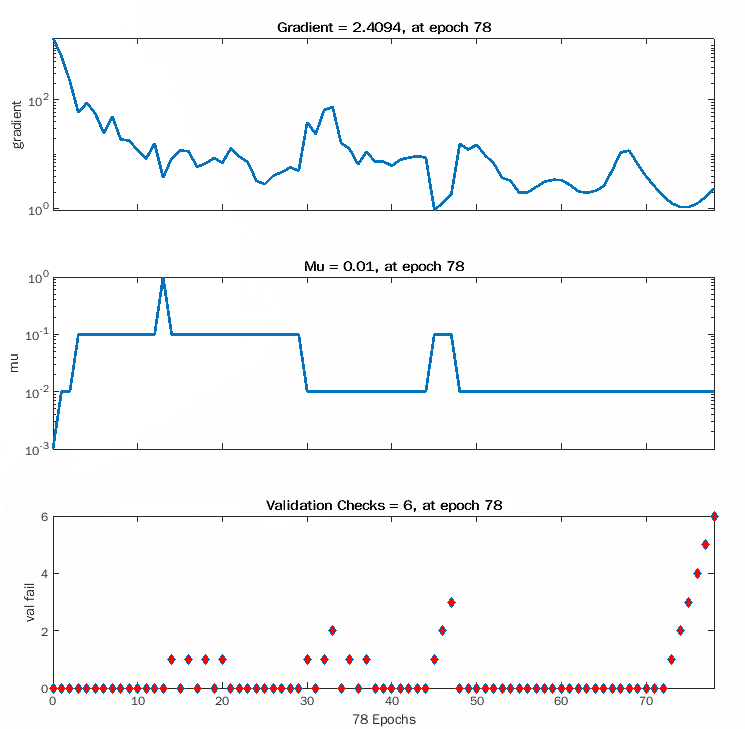 Gradient = 2.4094, at epoch 78
gradient
10^2
10^0
Mu = 0.01, at epoch 78
mu
10^0
10^-1
10^-2
10^-3
Validation Checks = 6, at epoch 78
val fail
6
4
2
0
0 10 20 30 40 50 60 70
78 Epochs